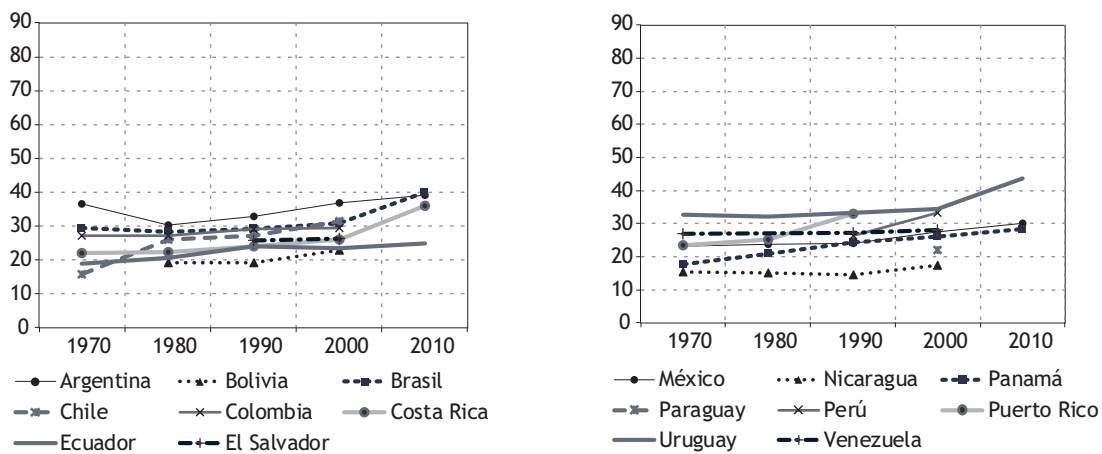 90
80
70
60
50
40
30
20
10
0
1970 1980 1990 2000 2010
Argentina Bolivia Brasil
Chile Colombia Costa Rica
Ecuador El Salvador
90
80
70
60
50
40
30
20
10
0
1970 1980 1990 2000 2010
México Nicaragua Panamá
Paraguay Perú Puerto Rico
Uruguay Venezuela